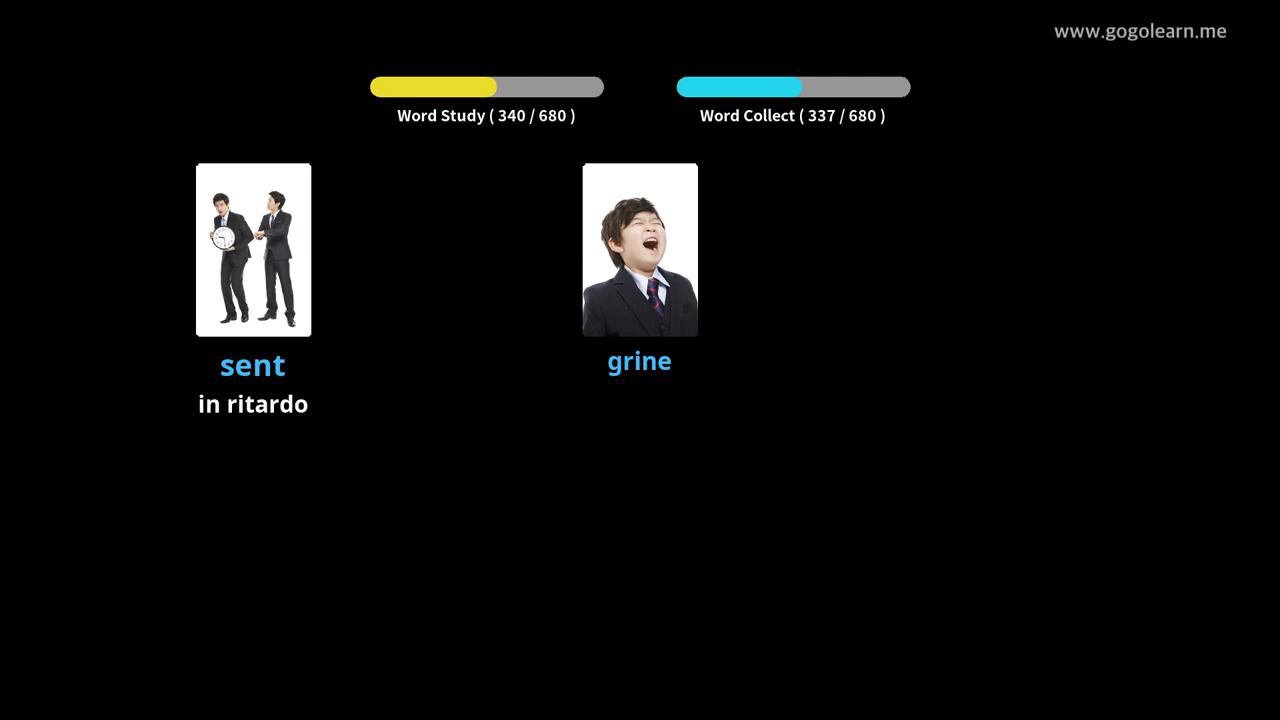 www.gogolearn.me
Word Study ( 340 / 680 )
Word Collect ( 337 / 680 )
sent
in ritardo
grine